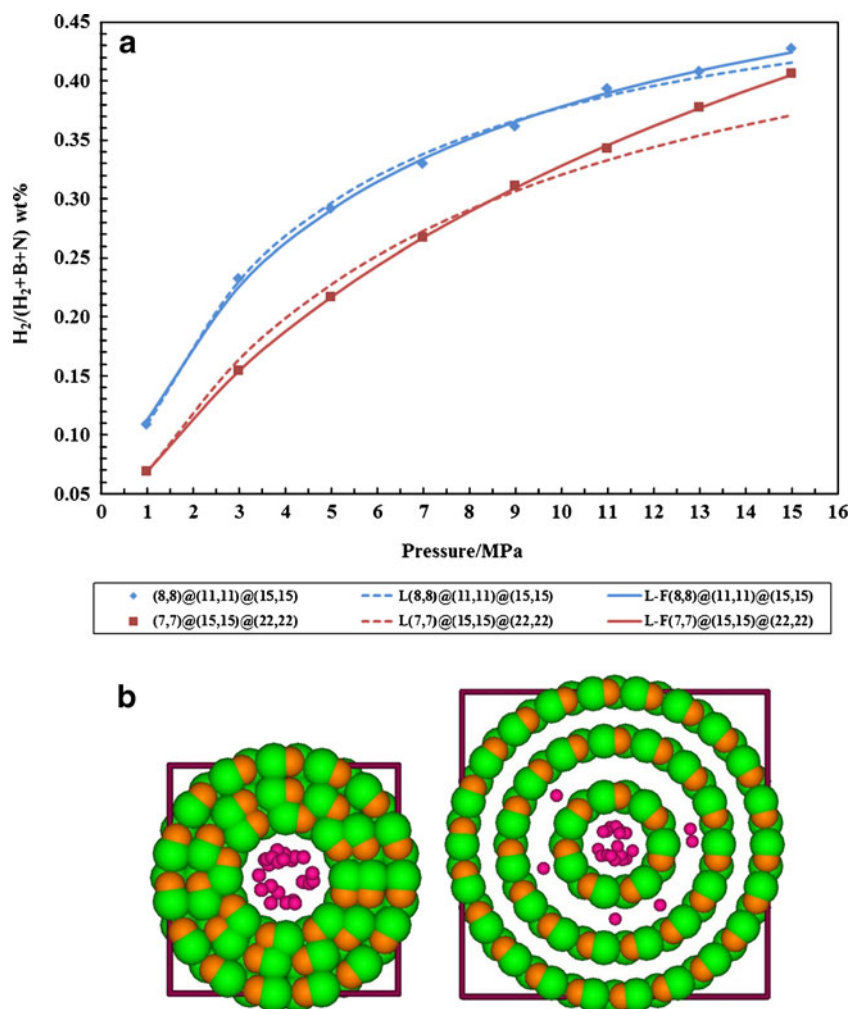 a
0.45
0.40
0.35
0.30
0.25
0.20
0.15
0.10
0.05
H₂/(H₂+B+N) wt%
0 1 2 3 4 5 6 7 8 9 10 11 12 13 14 15 16
Pressure/MPa
(8,8)@(11,11)@(15,15) L(8,8)@(11,11)@(15,15) L-F(8,8)@(11,11)@(15,15)
(7,7)@(15,15)@(22,22) L(7,7)@(15,15)@(22,22) L-F(7,7)@(15,15)@(22,22)
b